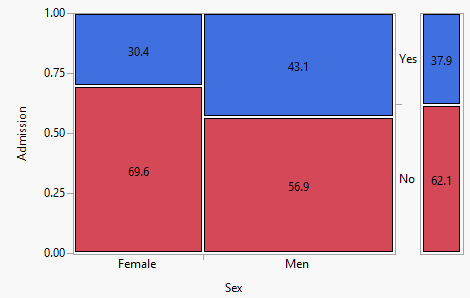 1.00
0.75
0.50
0.25
0.00
Admission
30.4
43.1
69.6
56.9
Yes
No
37.9
62.1
Female
Men
Sex